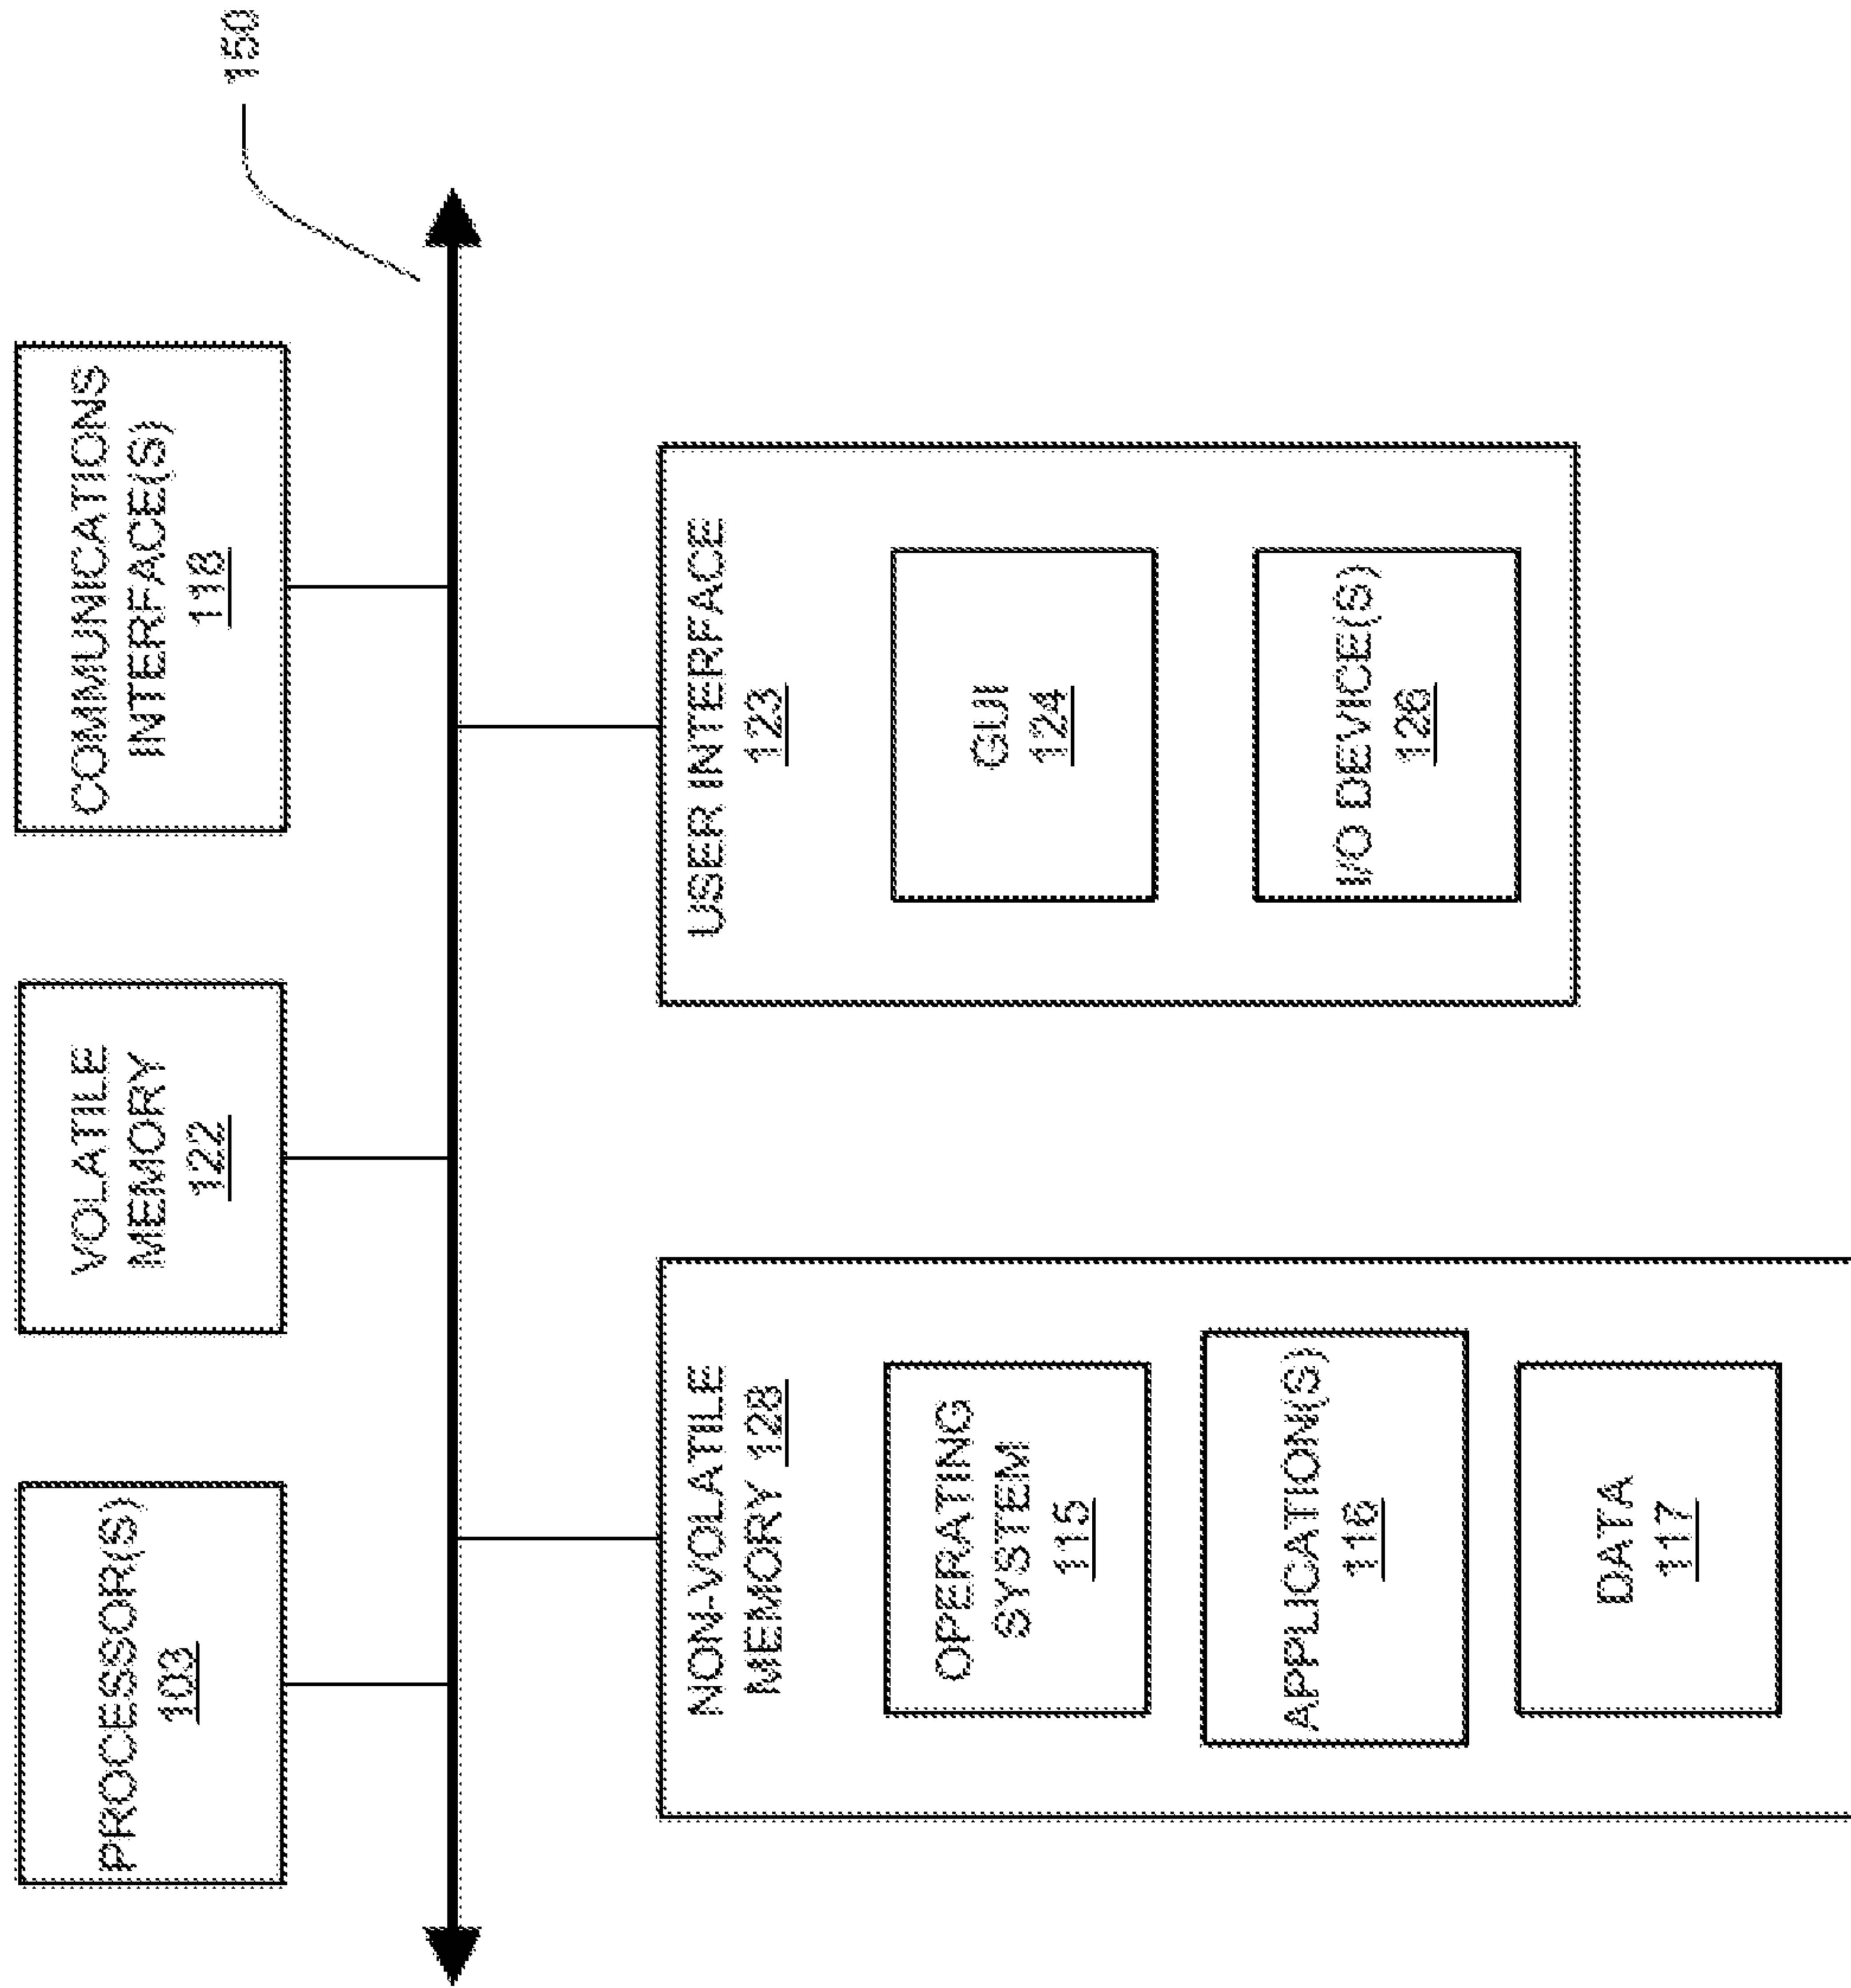 PROCESSOR(S)
103
VOLATILE
MEMORY
122
COMMUNICATIONS
INTERFACE(S)
118
150
NON-VOLATILE
MEMORY 128
OPERATING
SYSTEM
115
APPLICATION(S)
116
DATA
117
USER INTERFACE
123
GUI
124
I/O DEVICE(S)
126